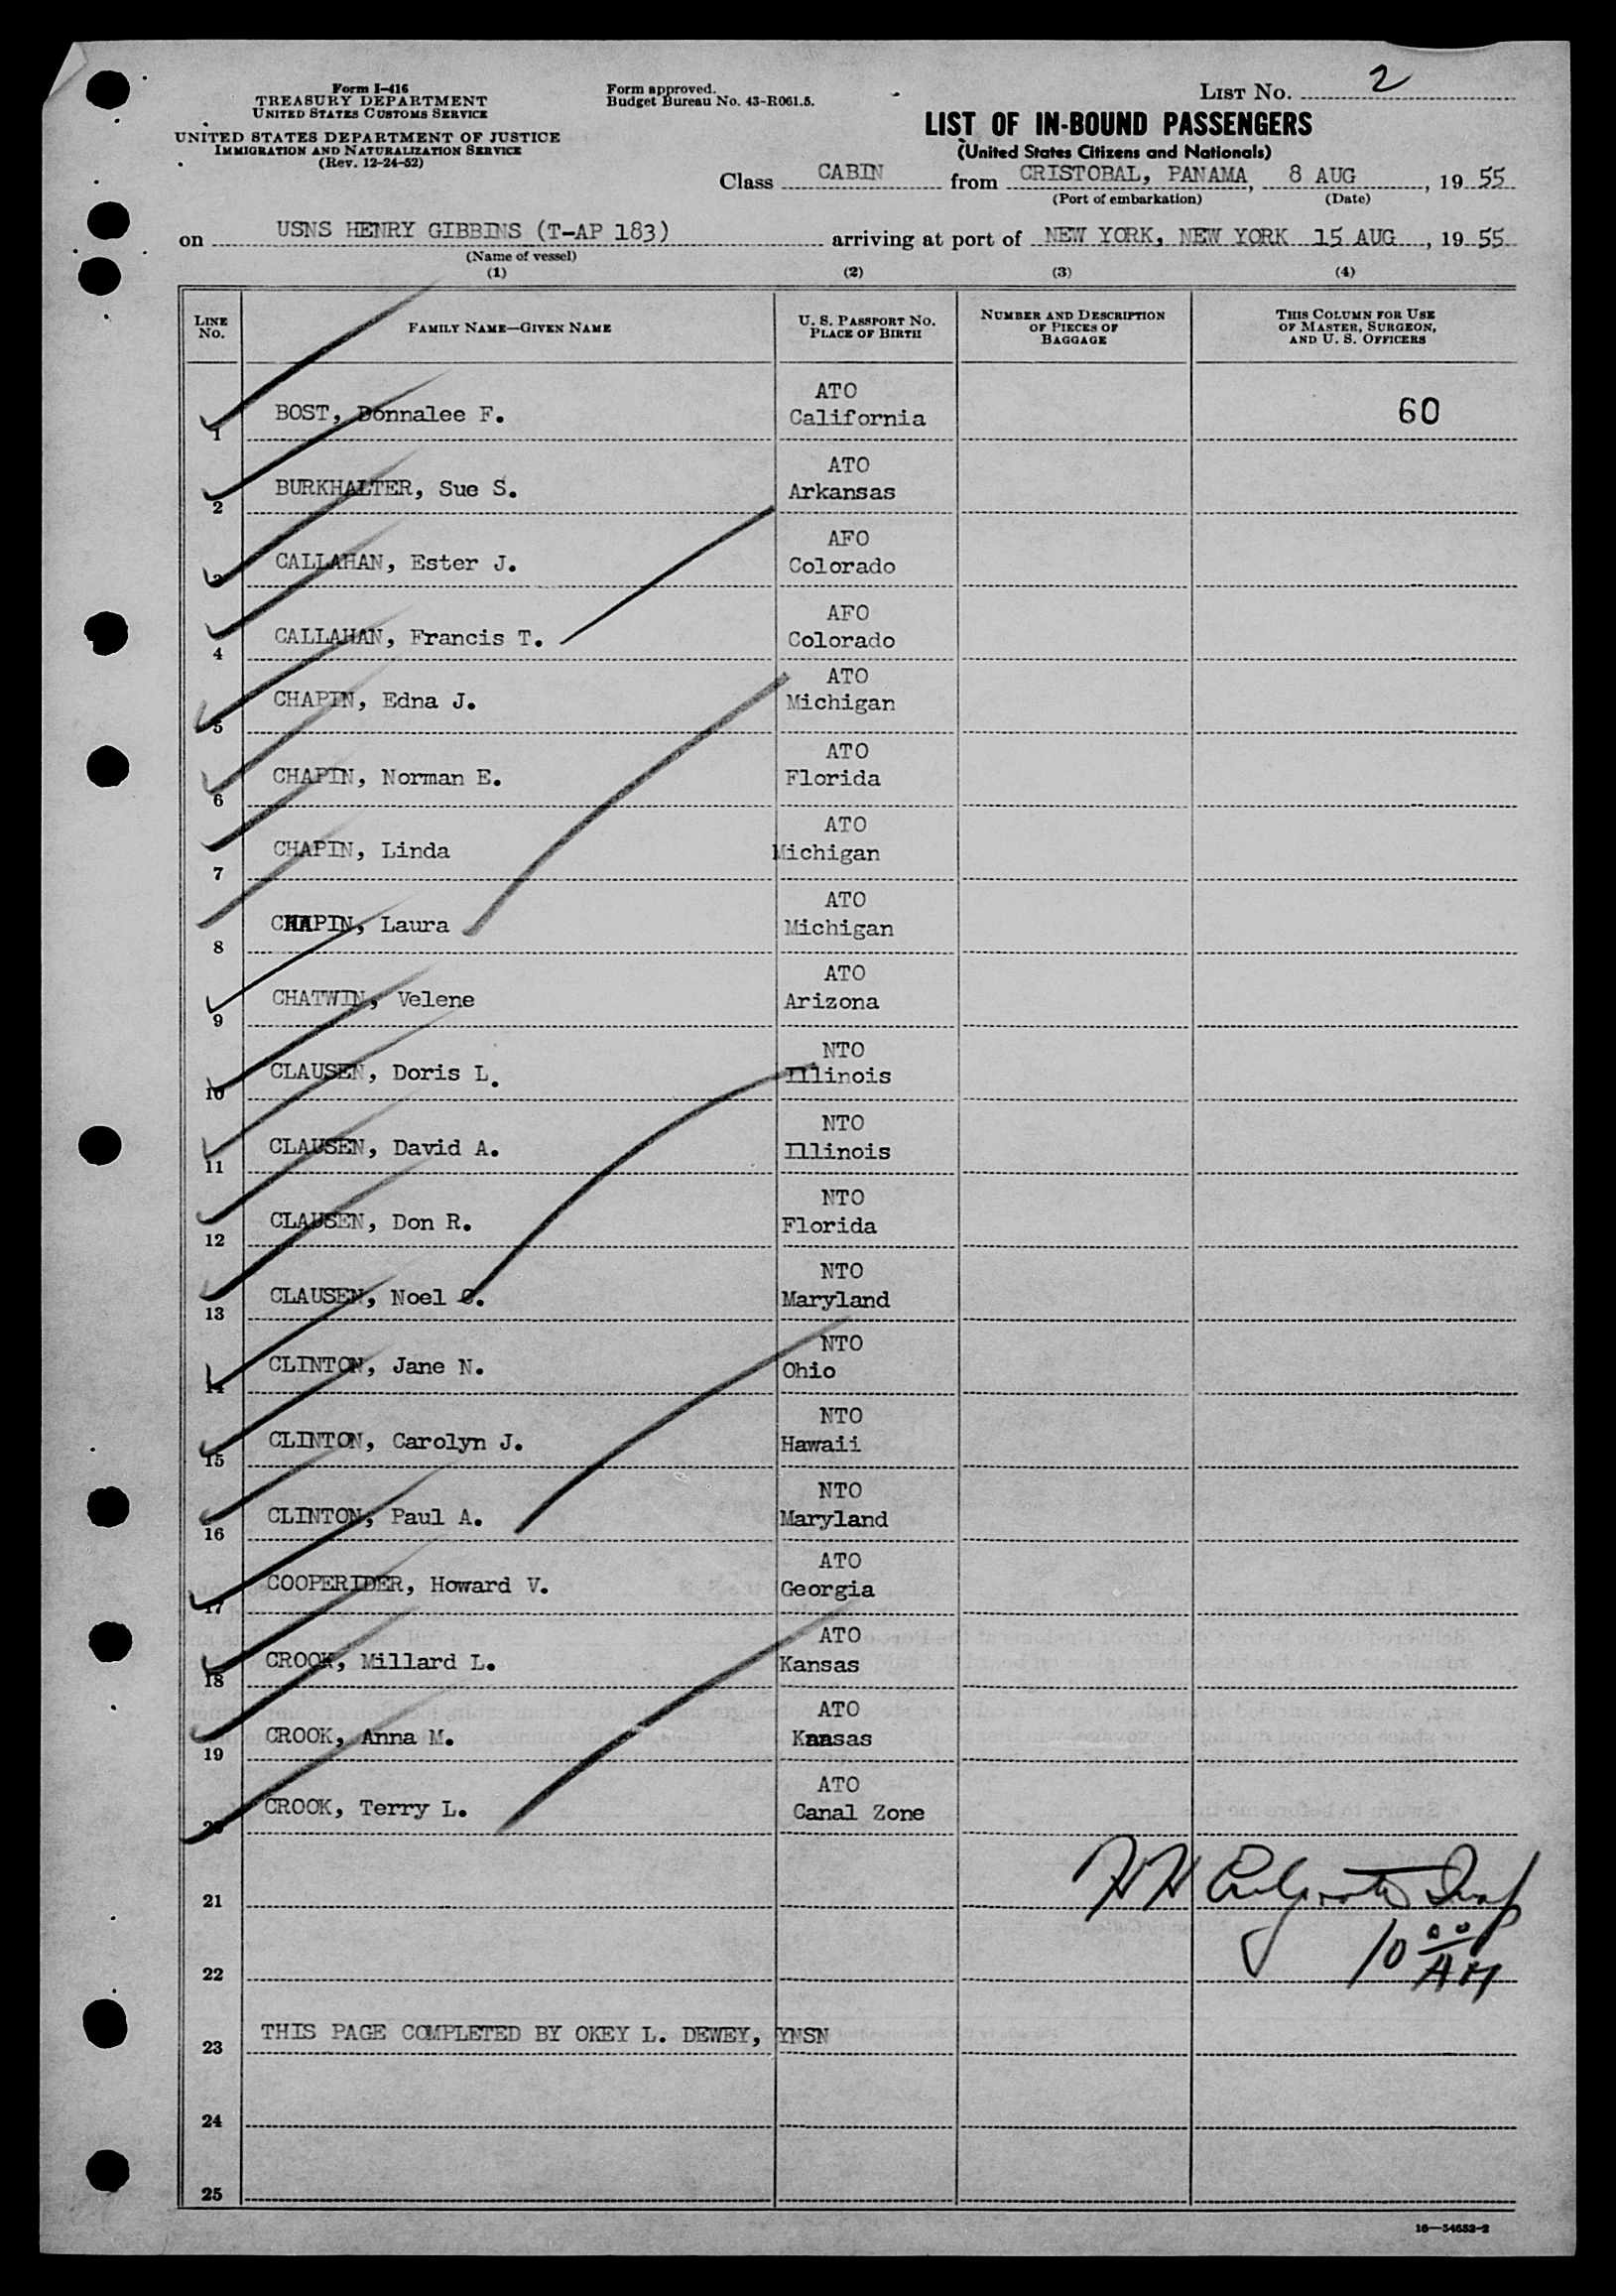 Form I-416
TREASURY DEPARTMENT
UNITED STATES CUSTOMS SERVICE
UNITED STATES DEPARTMENT OF JUSTICE
IMMIGRATION AND NATURALIZATION SERVICE
(Rev. 12-24-52)
Form approved.
Budget Bureau No. 43-R061.5.
LIST NO. 2
LIST OF IN-BOUND PASSENGERS
(United States Citizens and Nationals)
Class CABIN from CRISTOBAL, PANAMA, 8 AUG, 1955
(Port of embarkation) (Date)
on USNS HENRY GIBBINS (T-AP 183) arriving at port of NEW YORK, NEW YORK 15 AUG, 1955
(Name of vessel)
(1) (2) (3) (4)
LINE NO. FAMILY NAME—GIVEN NAME U. S. PASSPORT NO. PLACE OF BIRTH NUMBER AND DESCRIPTION OF PIECES OF BAGGAGE THIS COLUMN FOR USE OF MASTER, SURGEON, AND U. S. OFFICERS
ATO
1 BOST, Donnalee F. California 60
ATO
2 BURKHALTER, Sue S. Arkansas
AFO
3 CALLAHAN, Ester J. Colorado
AFO
4 CALLAHAN, Francis T. Colorado
ATO
5 CHAPIN, Edna J. Michigan
ATO
6 CHAPIN, Norman E. Florida
ATO
7 CHAPIN, Linda Michigan
ATO
8 CHAPIN, Laura Michigan
ATO
9 CHATWIN, Velene Arizona
NTO
10 CLAUSEN, Doris L. Illinois
NTO
11 CLAUSEN, David A. Illinois
NTO
12 CLAUSEN, Don R. Florida
NTO
13 CLAUSEN, Noel C. Maryland
NTO
14 CLINTON, Jane N. Ohio
NTO
15 CLINTON, Carolyn J. Hawaii
NTO
16 CLINTON, Paul A. Maryland
ATO
17 COOPERIDER, Howard V. Georgia
ATO
18 CROOK, Millard L. Kansas
ATO
19 CROOK, Anna M. Kansas
ATO
20 CROOK, Terry L. Canal Zone
21
10 00 AM
22
23 THIS PAGE COMPLETED BY OKEY L. DEWEY, YNSN
24
25
16—54652-2